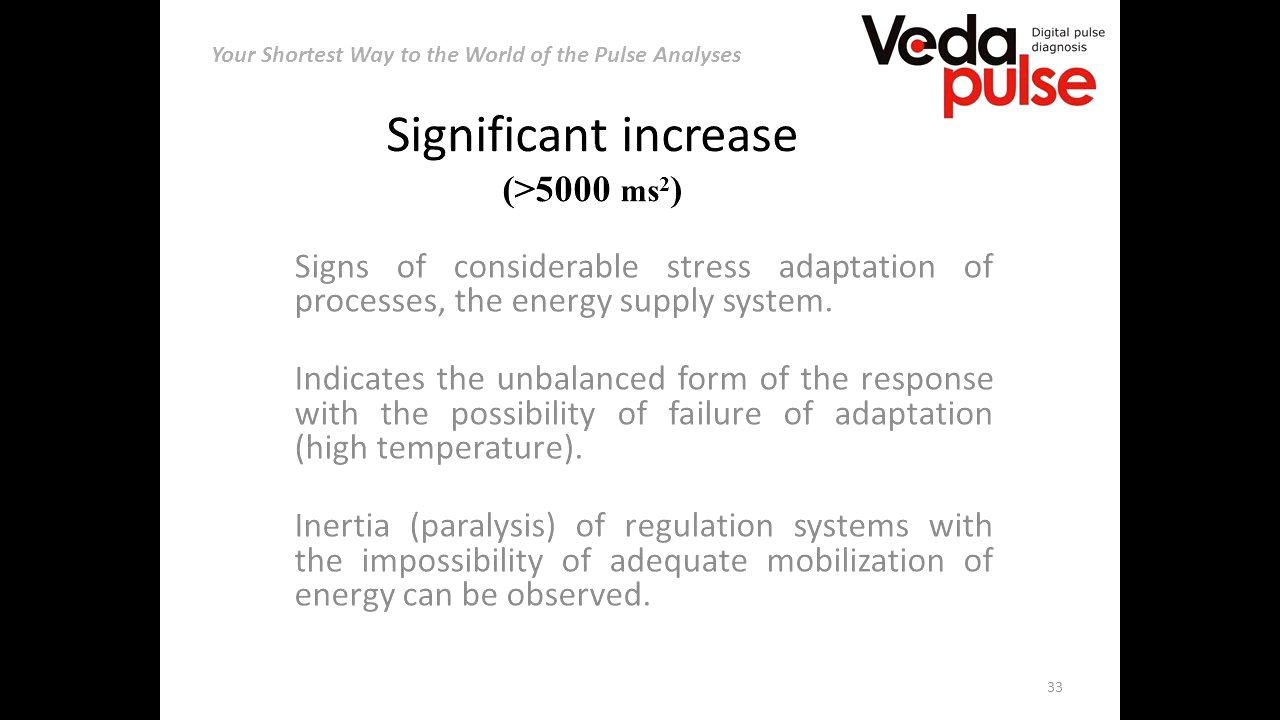 Your Shortest Way to the World of the Pulse Analyses
Veda
pulse
Digital pulse
diagnosis
Significant increase
(>5000 ms²)
Signs of considerable stress adaptation of
processes, the energy supply system.
Indicates the unbalanced form of the response
with the possibility of failure of adaptation
(high temperature).
Inertia (paralysis) of regulation systems with
the impossibility of adequate mobilization of
energy can be observed.
33